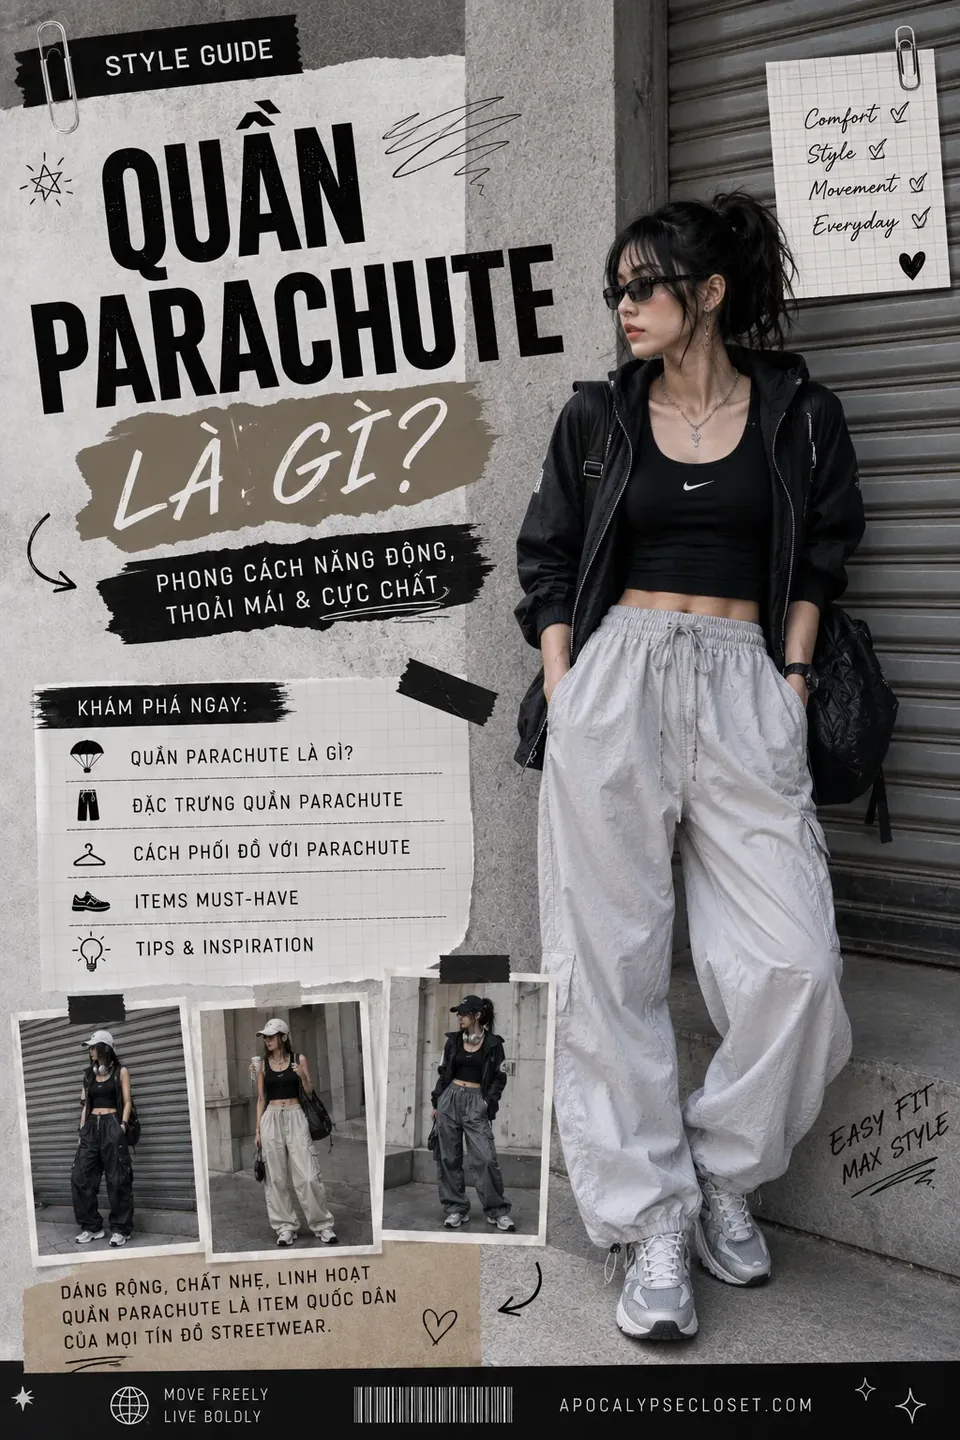 STYLE GUIDE
QUẦN
PARACHUTE
LÀ GÌ?
PHONG CÁCH NĂNG ĐỘNG,
THOẢI MÁI & CỰC CHẤT
Comfort
Style
Movement
Everyday
KHÁM PHÁ NGAY:
QUẦN PARACHUTE LÀ GÌ?
ĐẶC TRƯNG QUẦN PARACHUTE
CÁCH PHỐI ĐỒ VỚI PARACHUTE
ITEMS MUST-HAVE
TIPS & INSPIRATION
EASY FIT
MAX STYLE
DÁNG RỘNG, CHẤT NHẸ, LINH HOẠT
QUẦN PARACHUTE LÀ ITEM QUỐC DÂN
CỦA MỌI TÍN ĐỒ STREETWEAR.
MOVE FREELY
LIVE BOLDLY
APOCALYPSECLOSET.COM